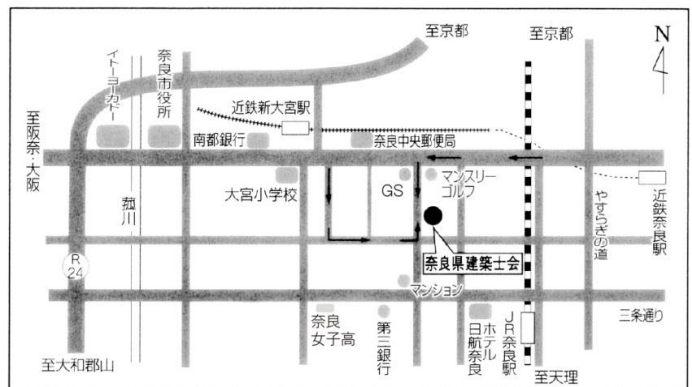 至京都
至京都
N
イトーヨーカドー
奈良市役所
近鉄新大宮駅
至阪奈・大阪
南都銀行
奈良中央郵便局
大宮小学校
GS
マンスリー
ゴルフ
近鉄奈良駅
やすらぎの道
菰川
R
24
奈良県建築士会
マンション
三条通り
奈良
女子高
第三銀行
ホテル
日航奈良
JR奈良駅
至大和郡山
至天理